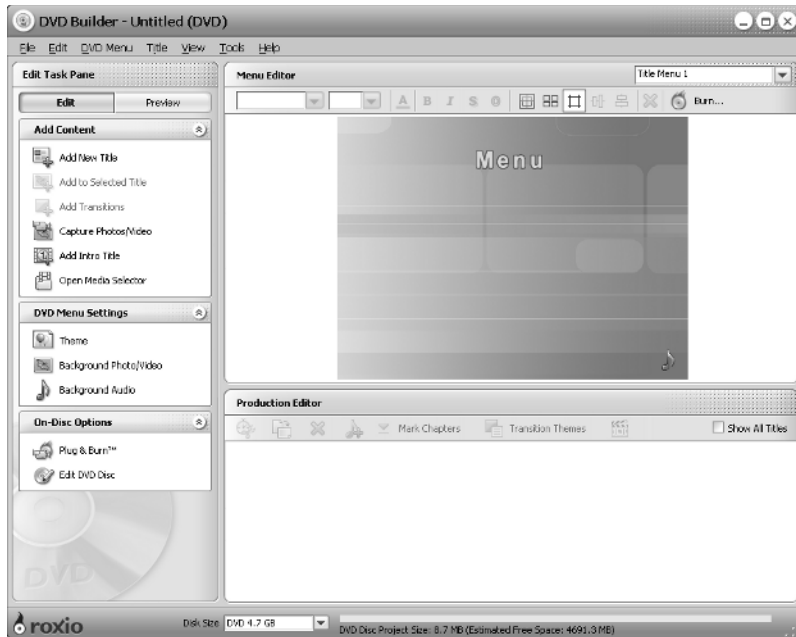 DVD Builder - Untitled (DVD)
File Edit DVD Menu Title View Tools Help
Edit Task Pane
Edit Preview
Add Content
Add New Title
Add to Selected Title
Add Transitions
Capture Photos/Video
Add Intro Title
Open Media Selector
DVD Menu Settings
Theme
Background Photo/Video
Background Audio
On-Disc Options
Plug & Burn™
Edit DVD Disc
DVD
Menu Editor
Title Menu 1
A B I S O Burn...
Menu
Production Editor
Mark Chapters Transition Themes Show All Titles
roxio
Disk Size DVD 4.7 GB DVD Disc Project Size: 8.7 MB (Estimated Free Space: 4691.3 MB)